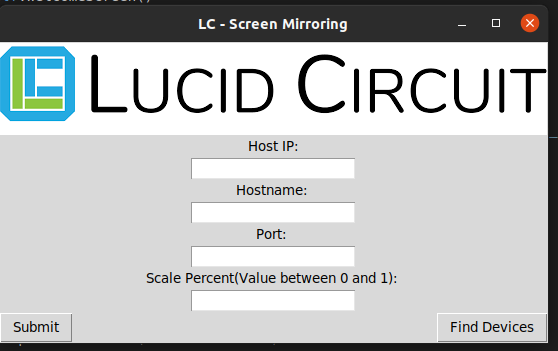 LC - Screen Mirroring
LUCID CIRCUIT
Host IP:
Hostname:
Port:
Scale Percent(Value between 0 and 1):
Submit Find Devices